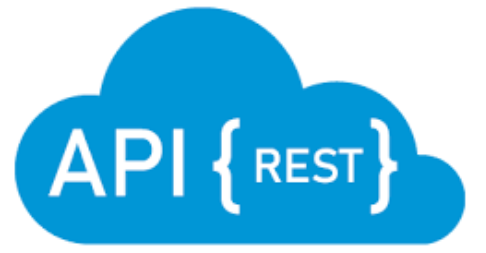 API { REST }